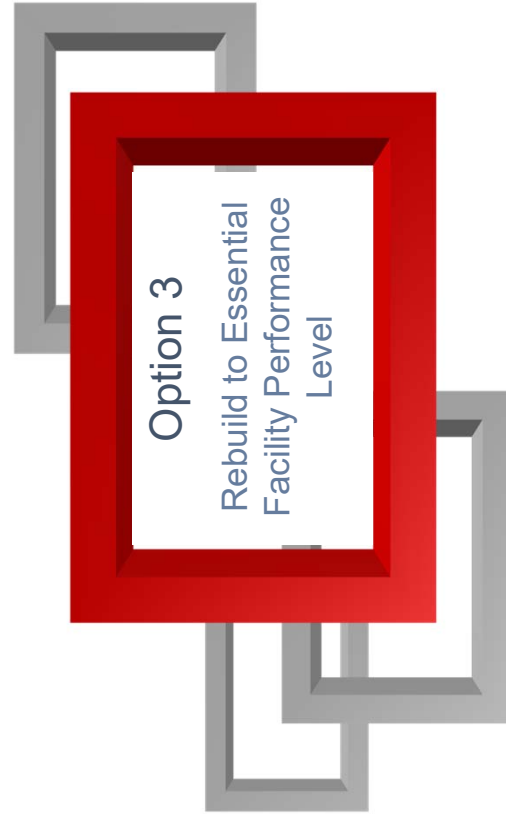 Option 3
Rebuild to Essential
Facility Performance
Level